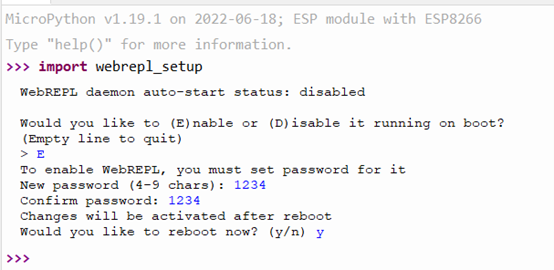 MicroPython v1.19.1 on 2022-06-18; ESP module with ESP8266
Type "help()" for more information.
>>> import webrepl_setup
WebREPL daemon auto-start status: disabled
Would you like to (E)nable or (D)isable it running on boot?
(Empty line to quit)
> E
To enable WebREPL, you must set password for it
New password (4-9 chars): 1234
Confirm password: 1234
Changes will be activated after reboot
Would you like to reboot now? (y/n) y
>>>